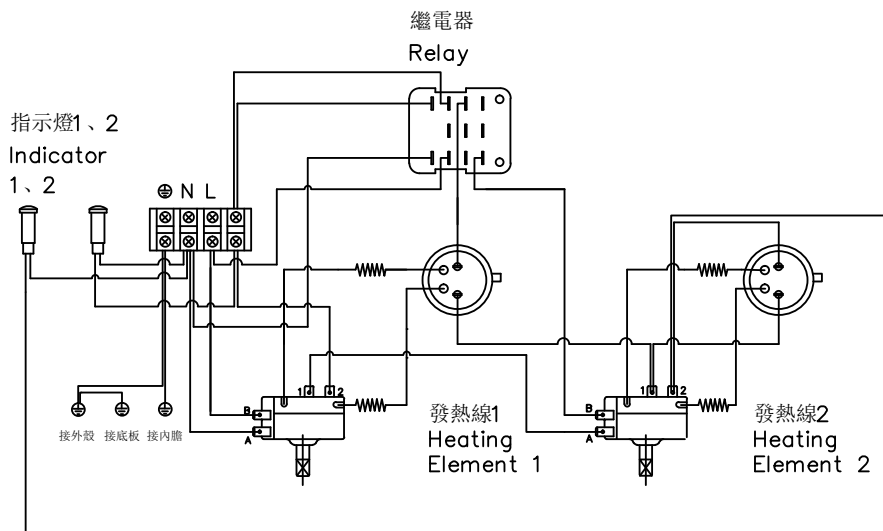 繼電器
Relay
指示燈1、2
Indicator
1、2
N L
1 2
B
A
1 2
B
A
接外殼 接底板 接內膽
發熱線1
Heating
Element 1
發熱線2
Heating
Element 2